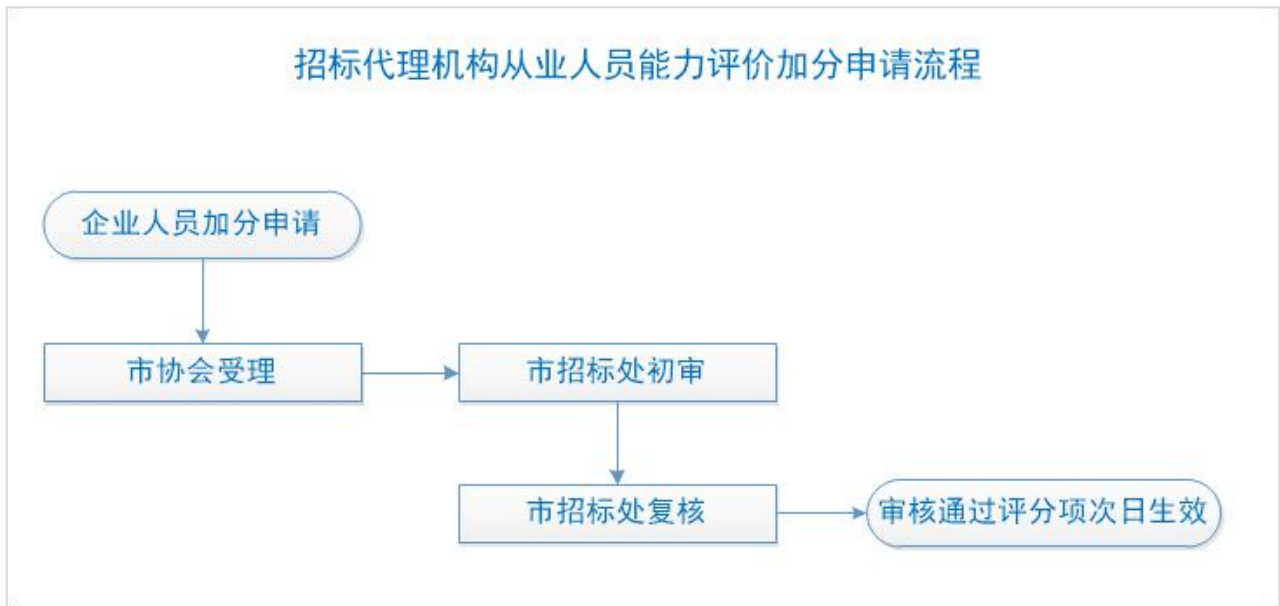 招标代理机构从业人员能力评价加分申请流程
企业人员加分申请
市协会受理
市招标处初审
市招标处复核
审核通过评分项次日生效